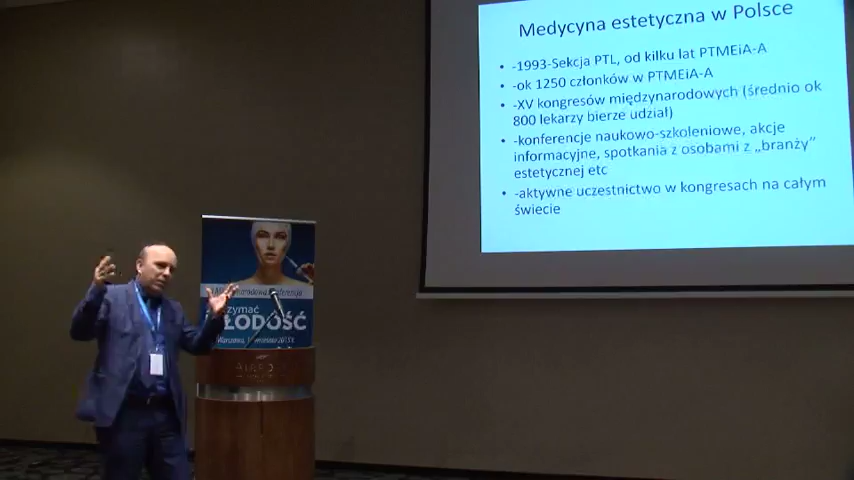 Medycyna estetyczna w Polsce
• -1993-Sekcja PTL, od kilku lat PTMEiA-A
• -ok 1250 członków w PTMEiA-A
• -XV kongresów międzynarodowych (średnio ok
800 lekarzy bierze udział)
• -konferencje naukowo-szkoleniowe, akcje
informacyjne, spotkania z osobami z „branży”
estetycznej etc
• -aktywne uczestnictwo w kongresach na całym
świecie